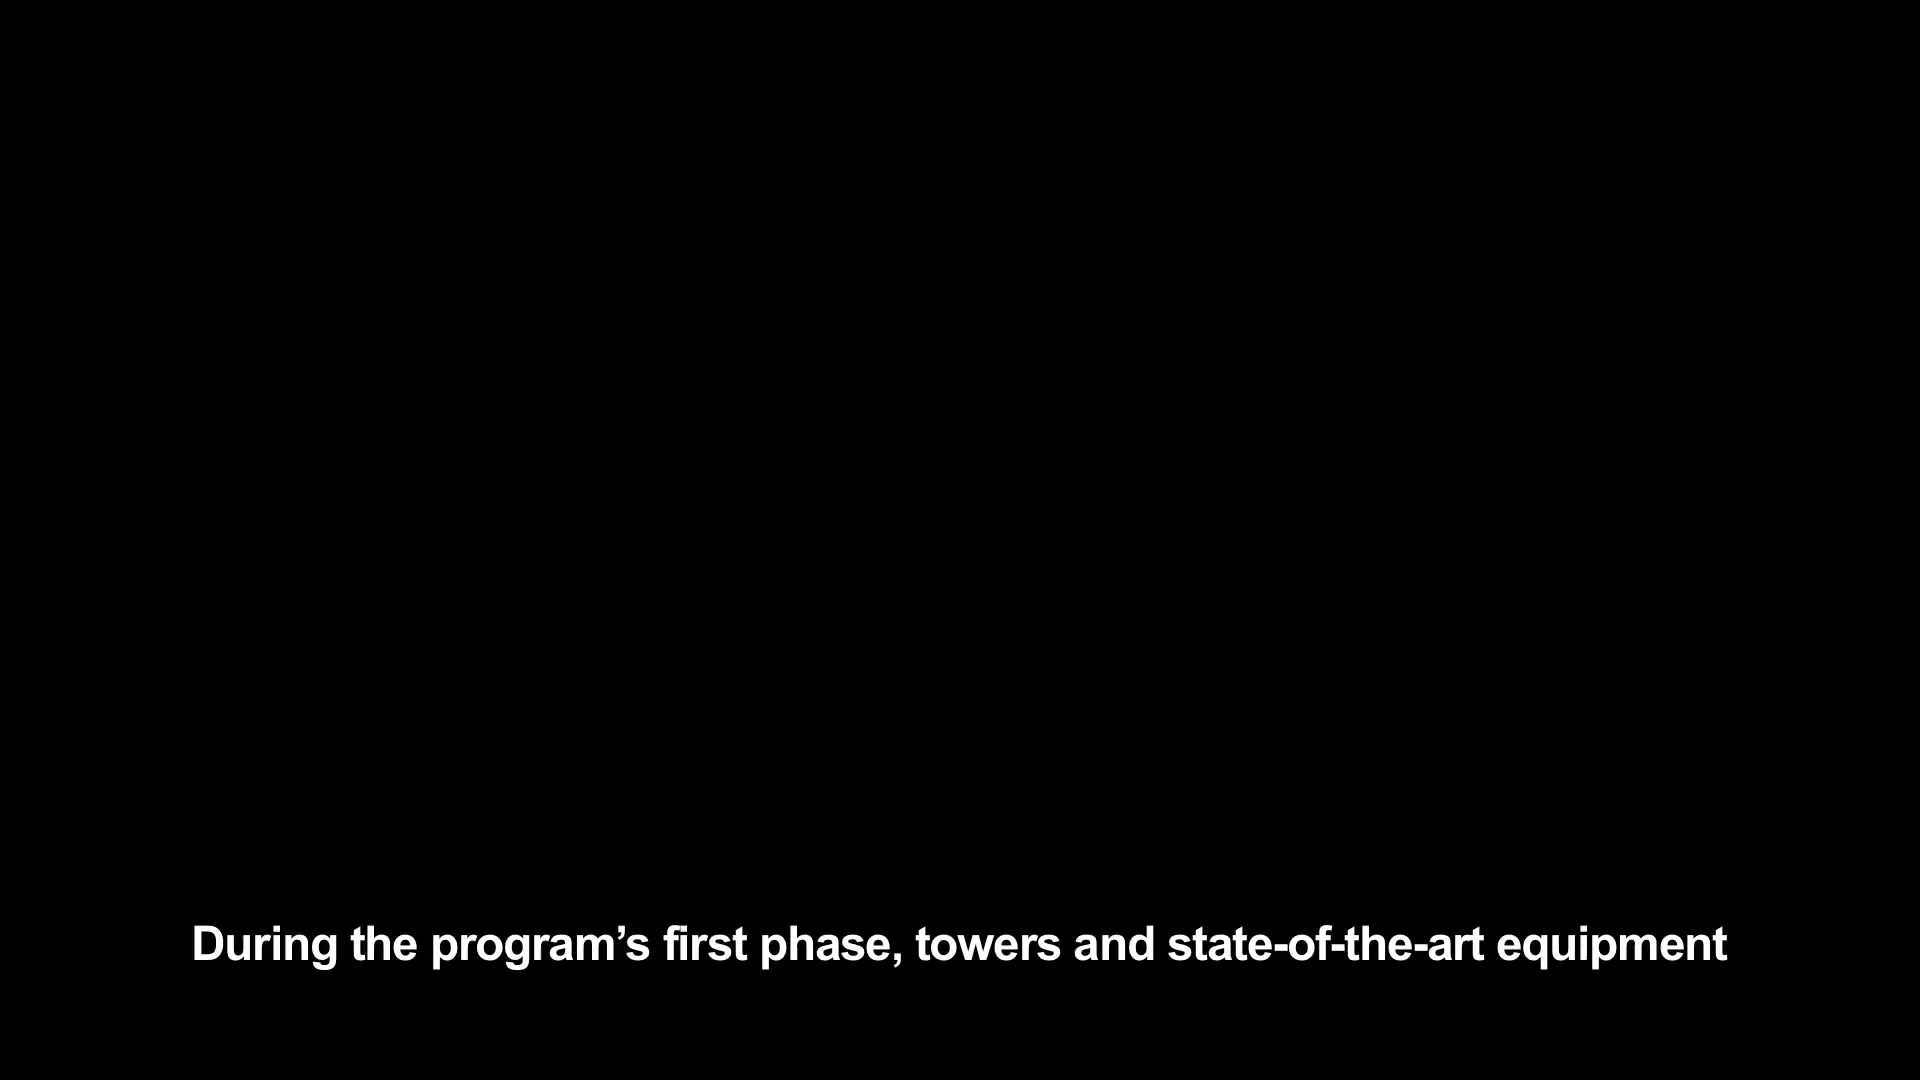 During the program’s first phase, towers and state-of-the-art equipment